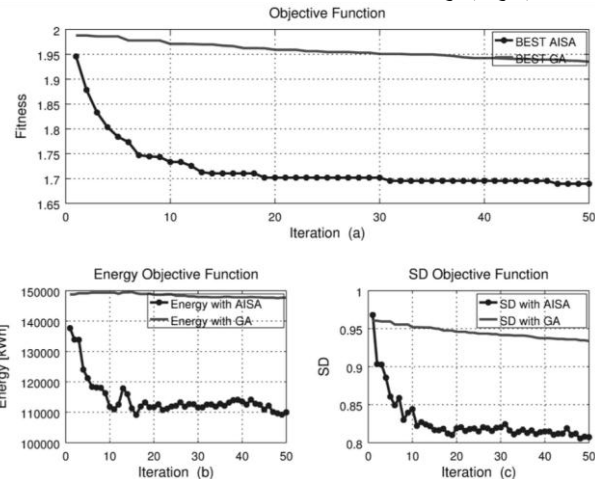 Objective Function
2
1.95
1.9
1.85
1.8
1.75
1.7
1.65
Fitness
BEST AISA
BEST GA
0
10
20
30
40
50
Iteration (a)
Energy Objective Function
150000
140000
130000
120000
110000
100000
Energy [kWh]
Energy with AISA
Energy with GA
0
10
20
30
40
50
Iteration (b)
SD Objective Function
1
0.95
0.9
0.85
0.8
SD
SD with AISA
SD with GA
0
10
20
30
40
50
Iteration (c)